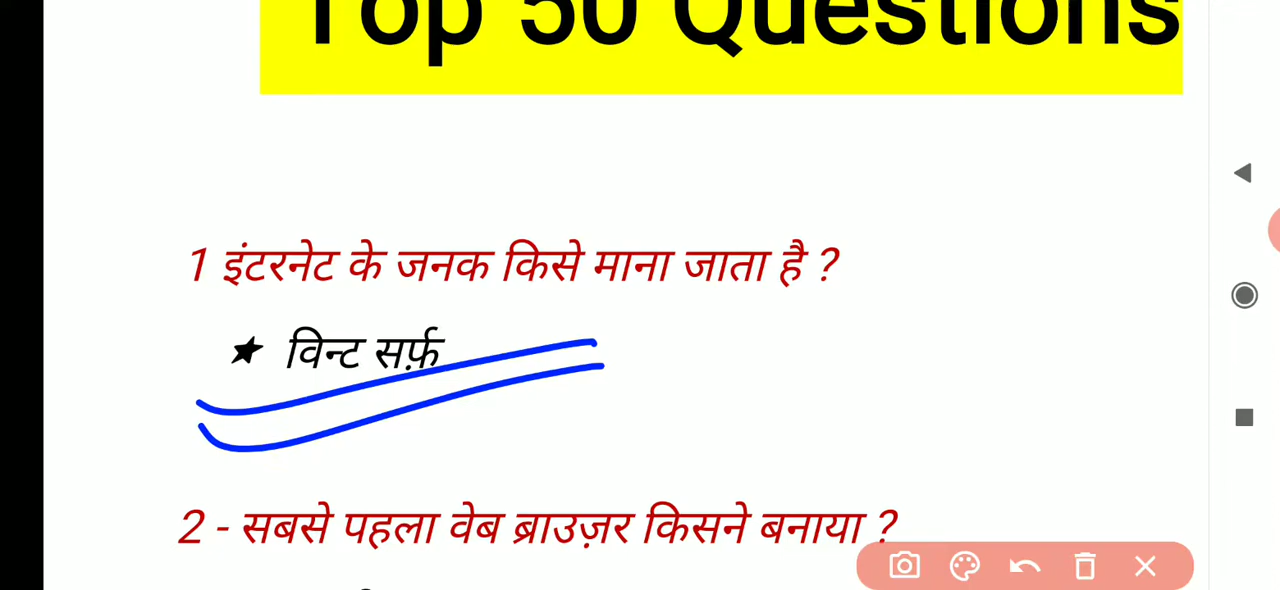 Top 50 Questions
1 इंटरनेट के जनक किसे माना जाता है ?
★ विन्ट सर्फ़
2 - सबसे पहला वेब ब्राउज़र किसने बनाया ?